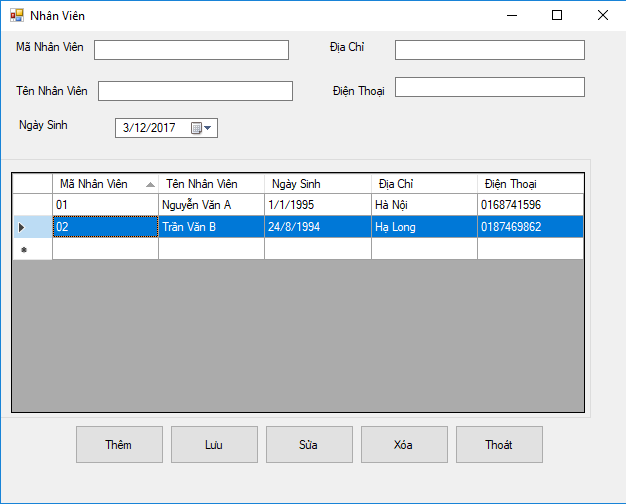 Nhân Viên
Mã Nhân Viên Địa Chỉ
Tên Nhân Viên Điện Thoại
Ngày Sinh 3/12/2017
Mã Nhân Viên Tên Nhân Viên Ngày Sinh Địa Chỉ Điện Thoại
01 Nguyễn Văn A 1/1/1995 Hà Nội 0168741596
02 Trần Văn B 24/8/1994 Hạ Long 0187469862
Thêm Lưu Sửa Xóa Thoát